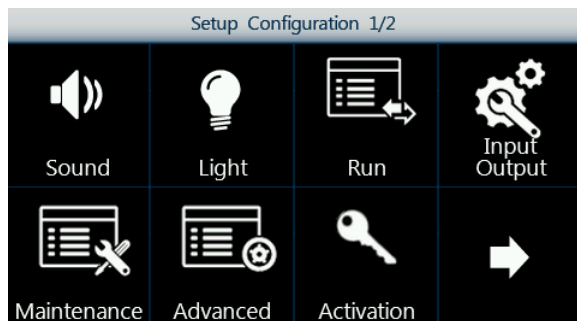 Setup Configuration 1/2
Sound
Light
Run
Input
Output
Maintenance
Advanced
Activation